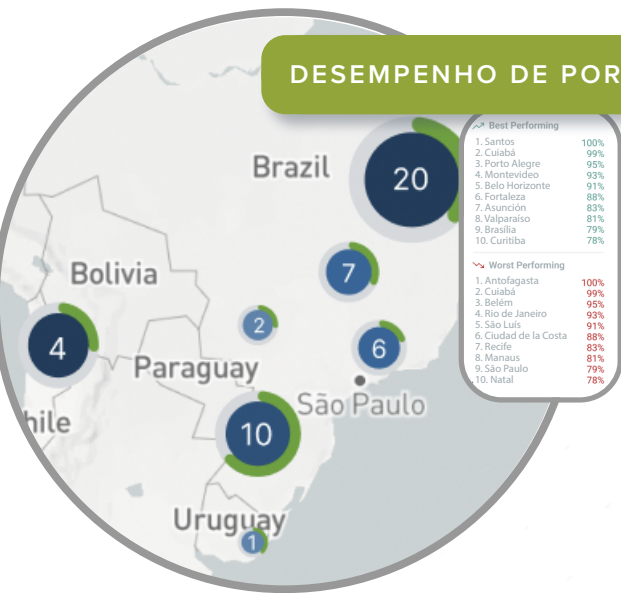 DESEMPENHO DE POR
Best Performing
1. Santos 100%
2. Cuiabá 99%
3. Porto Alegre 95%
4. Montevideo 93%
5. Belo Horizonte 91%
6. Fortaleza 88%
7. Asunción 83%
8. Valparaíso 81%
9. Brasília 79%
10. Curitiba 78%
Worst Performing
1. Antofagasta 100%
2. Cuiabá 99%
3. Belém 95%
4. Rio de Janeiro 93%
5. São Luís 91%
6. Ciudad de la Costa 88%
7. Recife 83%
8. Manaus 81%
9. São Paulo 79%
10. Natal 78%
Brazil
20
Bolivia
7
2
4
6
Paraguay
São Paulo
hile
10
Uruguay
1